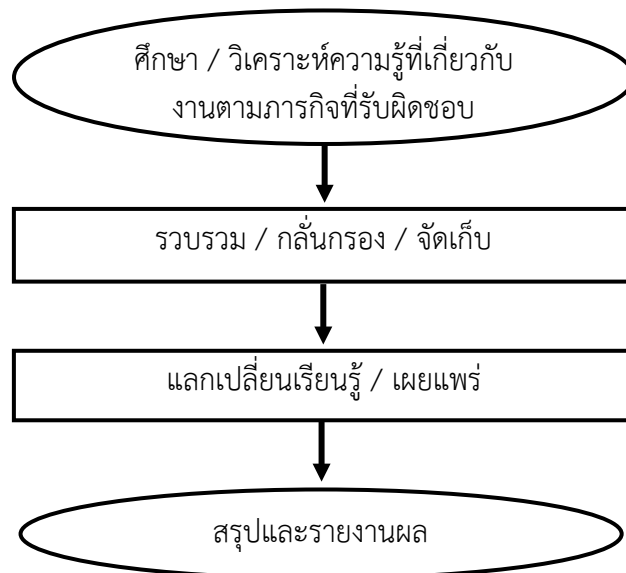 ศึกษา / วิเคราะห์ความรู้ที่เกี่ยวกับ
งานตามภารกิจที่รับผิดชอบ
รวบรวม / กลั่นกรอง / จัดเก็บ
แลกเปลี่ยนเรียนรู้ / เผยแพร่
สรุปและรายงานผล